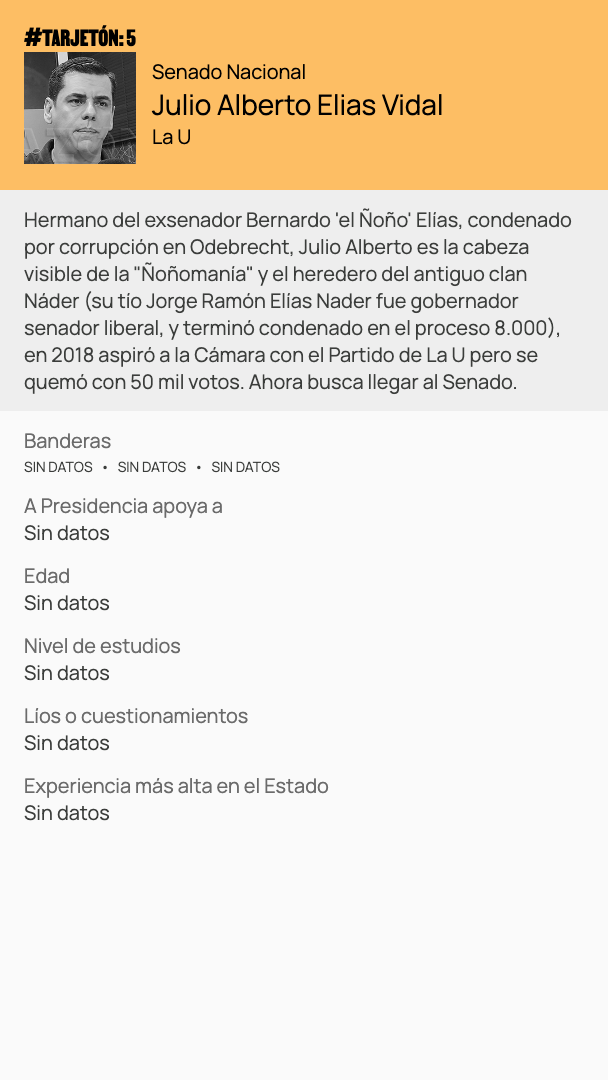 #TARJETÓN: 5
Senado Nacional
Julio Alberto Elias Vidal
La U
Hermano del exsenador Bernardo 'el Ñoño' Elías, condenado
por corrupción en Odebrecht, Julio Alberto es la cabeza
visible de la "Ñoñomanía" y el heredero del antiguo clan
Náder (su tío Jorge Ramón Elías Nader fue gobernador
senador liberal, y terminó condenado en el proceso 8.000),
en 2018 aspiró a la Cámara con el Partido de La U pero se
quemó con 50 mil votos. Ahora busca llegar al Senado.
Banderas
SIN DATOS • SIN DATOS • SIN DATOS
A Presidencia apoya a
Sin datos
Edad
Sin datos
Nivel de estudios
Sin datos
Líos o cuestionamientos
Sin datos
Experiencia más alta en el Estado
Sin datos